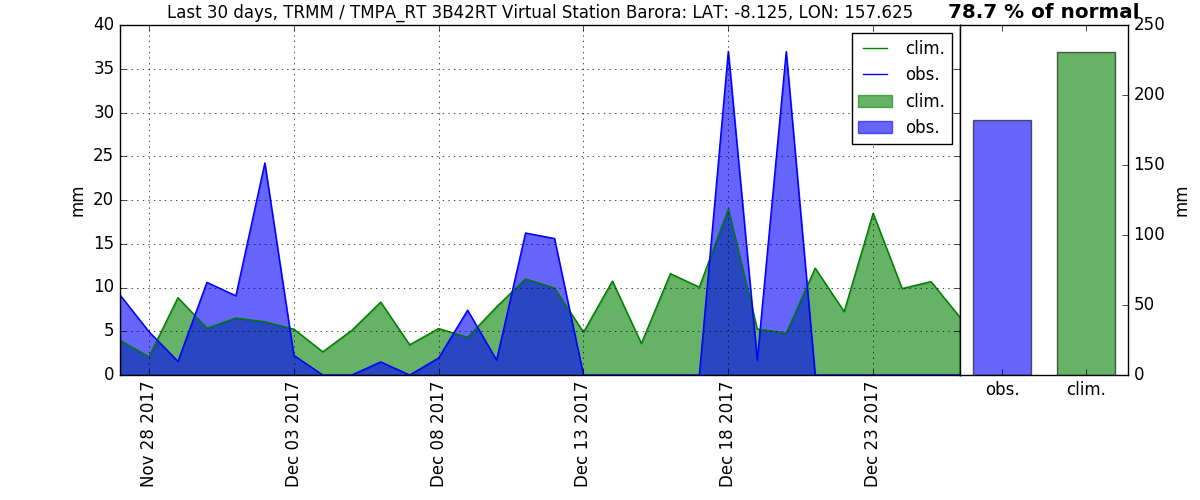 Last 30 days, TRMM / TMPA_RT 3B42RT Virtual Station Barora: LAT: -8.125, LON: 157.625
78.7 % of normal
mm
40
35
30
25
20
15
10
5
0
Nov 28 2017
Dec 03 2017
Dec 08 2017
Dec 13 2017
Dec 18 2017
Dec 23 2017
clim.
obs.
clim.
obs.
250
200
150
100
50
0
mm
obs.
clim.